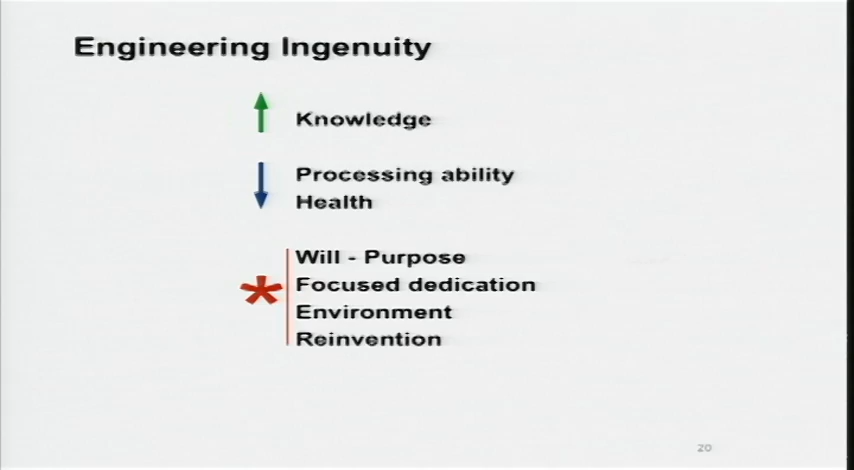 Engineering Ingenuity
Knowledge
Processing ability
Health
Will - Purpose
Focused dedication
Environment
Reinvention
20